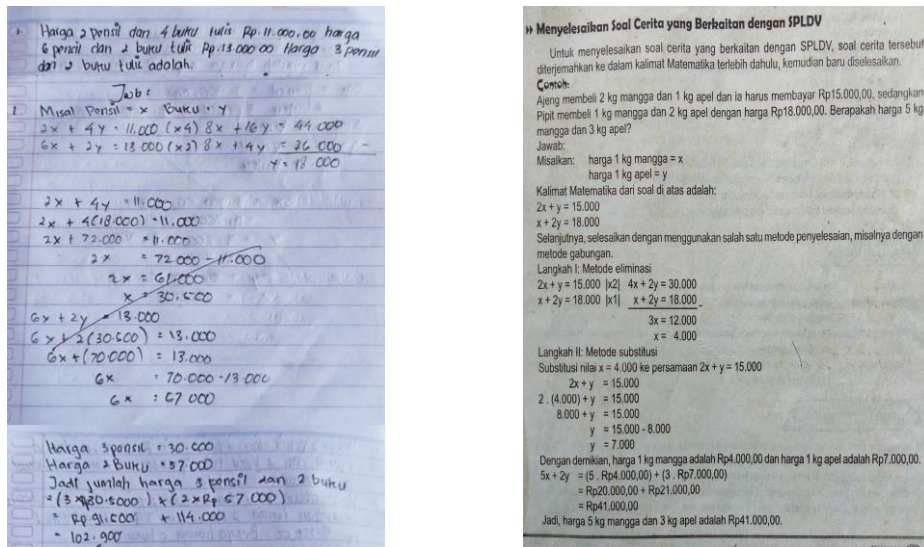 1. Harga 2 pensil dan 4 buku tulis Rp. 11.000.00 harga
6 pensil dan 2 buku tulis Rp. 13.000.00 Harga 3 pensil
dan 2 buku tulis adalah.
Jwb:
Misal Pensil = x Buku = y
2x + 4y = 11.000 (x4) 8x + 16y = 44.000
6x + 2y = 13.000 (x2) 8x + 4y = 26.000 -
y = 18.000
2x + 4y = 11.000
2x + 4(18.000) = 11.000
2x + 72.000 = 11.000
2x = 72.000 - 11.000
2x = 61.000
x = 30.500
6x + 2y = 13.000
6x + 2(30.500) = 13.000
6x + (70.000) = 13.000
6x = 70.000 - 13.000
6x = 57.000
Harga 3 pensil = 30.500
Harga 2 Buku = 57.000
Jadi jumlah harga 3 pensil dan 2 buku
= (3 x Rp30.5000) + (2 x Rp 57.000)
= Rp 91.500 + 114.000
= 102.900
» Menyelesaikan Soal Cerita yang Berkaitan dengan SPLDV
Untuk menyelesaikan soal cerita yang berkaitan dengan SPLDV, soal cerita tersebut
diterjemahkan ke dalam kalimat Matematika terlebih dahulu, kemudian baru diselesaikan.
Contoh:
Ajeng membeli 2 kg mangga dan 1 kg apel dan ia harus membayar Rp15.000,00, sedangkan
Pipit membeli 1 kg mangga dan 2 kg apel dengan harga Rp18.000,00. Berapakah harga 5 kg
mangga dan 3 kg apel?
Jawab:
Misalkan: harga 1 kg mangga = x
harga 1 kg apel = y
Kalimat Matematika dari soal di atas adalah:
2x + y = 15.000
x + 2y = 18.000
Selanjutnya, selesaikan dengan menggunakan salah satu metode penyelesaian, misalnya dengan
metode gabungan.
Langkah I: Metode eliminasi
2x + y = 15.000 |x2| 4x + 2y = 30.000
x + 2y = 18.000 |x1| x + 2y = 18.000 -
3x = 12.000
x = 4.000
Langkah II: Metode substitusi
Substitusi nilai x = 4.000 ke persamaan 2x + y = 15.000
2x + y = 15.000
2 . (4.000) + y = 15.000
8.000 + y = 15.000
y = 15.000 - 8.000
y = 7.000
Dengan demikian, harga 1 kg mangga adalah Rp4.000,00 dan harga 1 kg apel adalah Rp7.000,00.
5x + 2y = (5 . Rp4.000,00) + (3 . Rp7.000,00)
= Rp20.000,00 + Rp21.000,00
= Rp41.000,00
Jadi, harga 5 kg mangga dan 3 kg apel adalah Rp41.000,00.